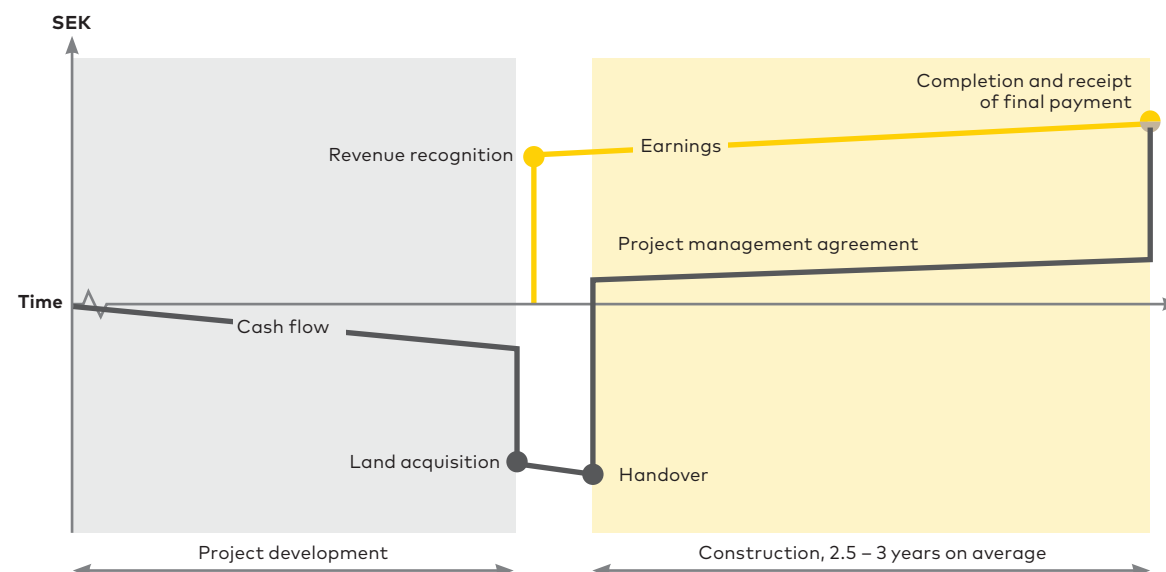 SEK
Completion and receipt
of final payment
Revenue recognition
Earnings
Project management agreement
Time
Cash flow
Land acquisition
Handover
Project development
Construction, 2.5 – 3 years on average